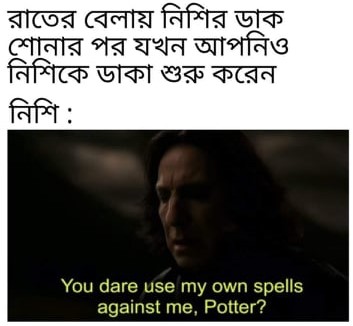 রাতের বেলায় নিশির ডাক
শোনার পর যখন আপনিও
নিশিকে ডাকা শুরু করেন
নিশি :
You dare use my own spells
against me, Potter?